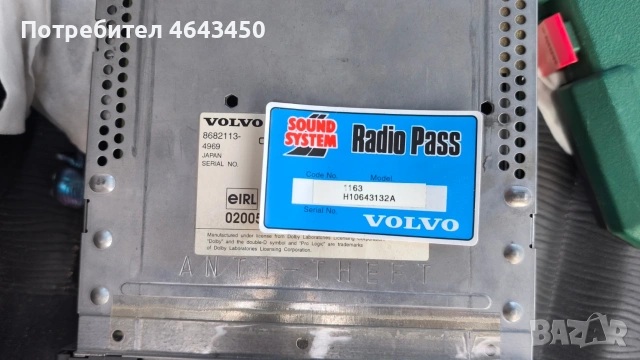 Потребител 4643450
VOLVO
8682113-
4969
JAPAN
SERIAL NO.
eIRL
02005
Manufactured under license from Dolby Laboratories Licensing Corporation.
"Dolby" and the double-D symbol and "Pro Logic" are trademarks
of Dolby Laboratories Licensing Corporation.
ANTI-THEFT
SOUND
SYSTEM
Radio Pass
Code No. Model
1163
H10643132A
Serial No.
VOLVO
BAZAR